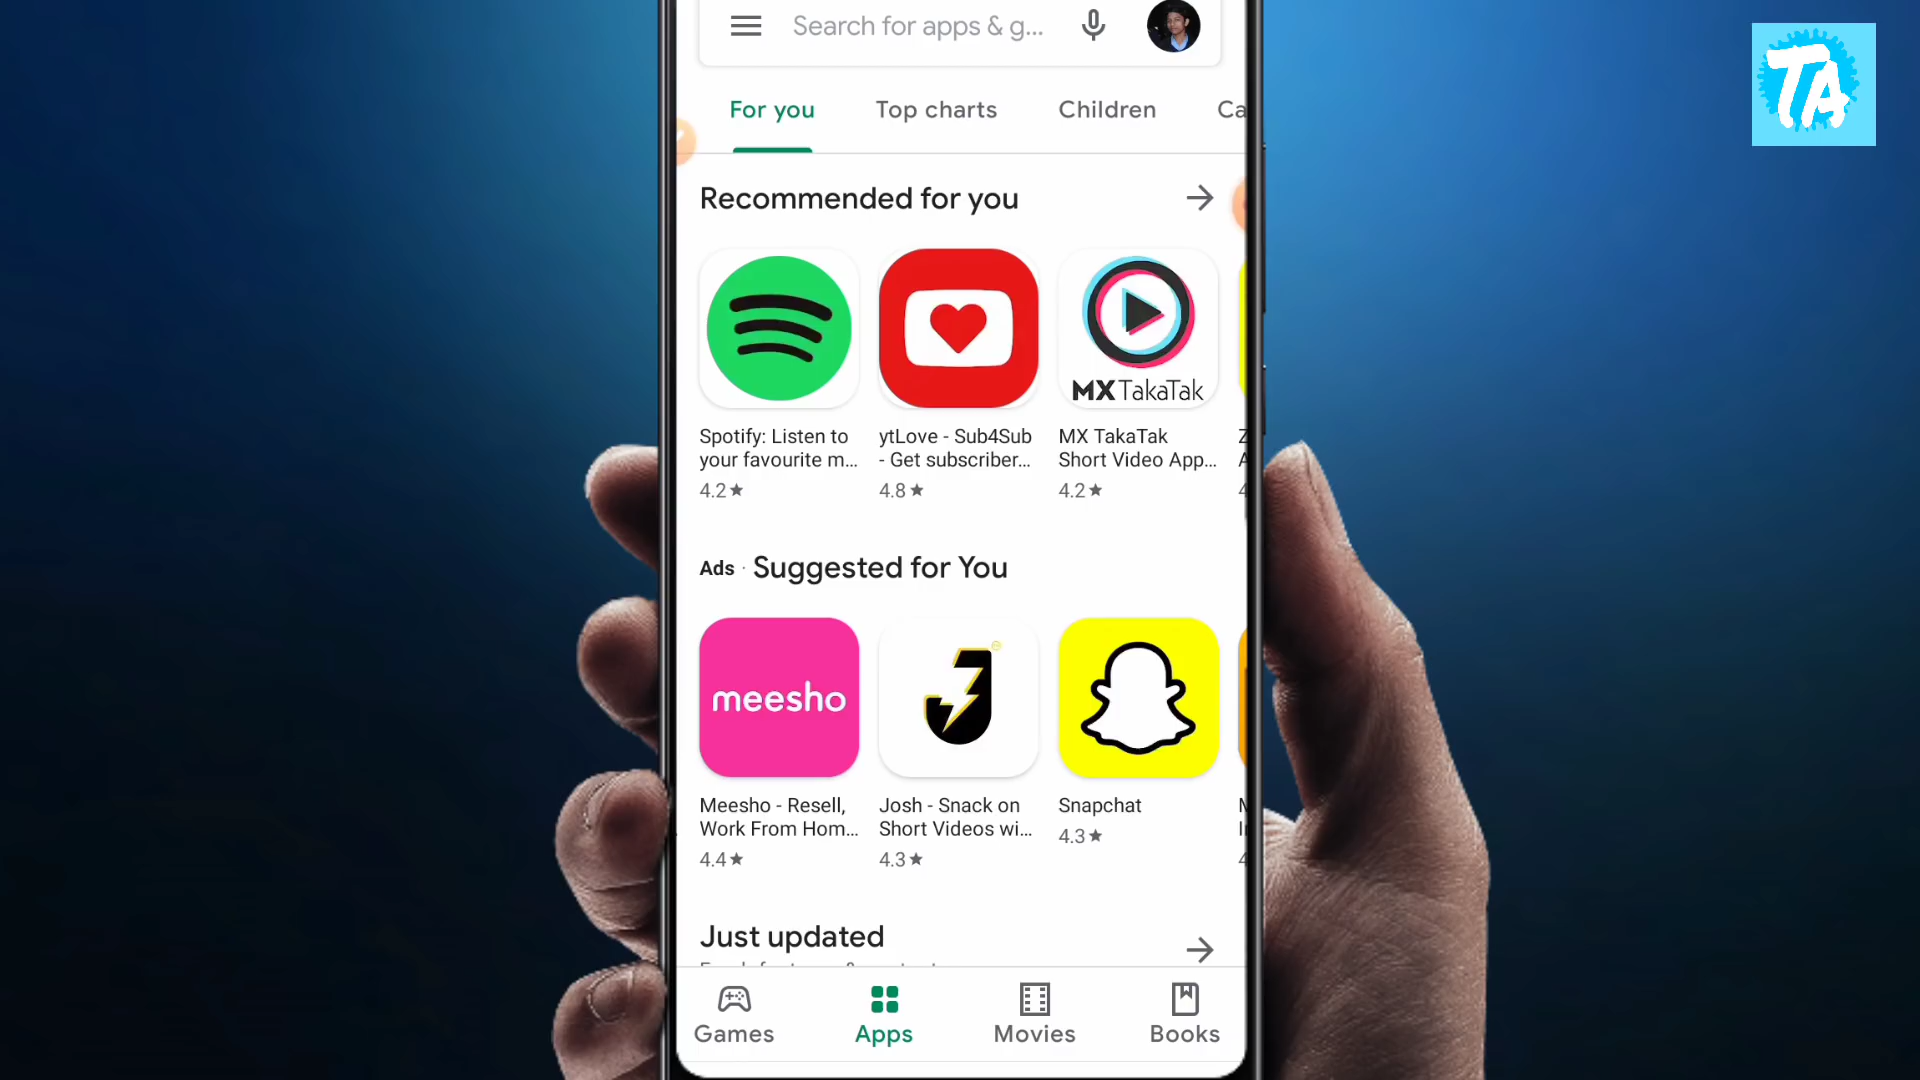 Search for apps & g...
TA
For you
Top charts
Children
Ca
Recommended for you
MX TakaTak
Spotify: Listen to
your favourite m...
4.2★
ytLove - Sub4Sub
- Get subscriber...
4.8★
MX TakaTak
Short Video App...
4.2★
Ads · Suggested for You
meesho
Meesho - Resell,
Work From Hom...
4.4★
Josh - Snack on
Short Videos wi...
4.3★
Snapchat
4.3★
Just updated
Games
Apps
Movies
Books